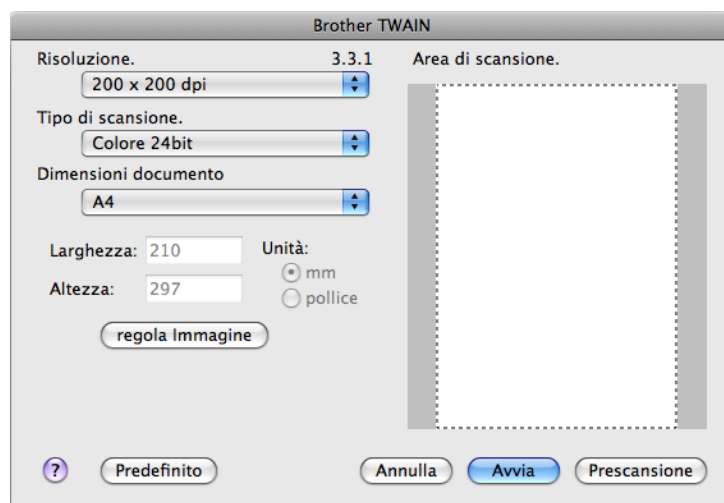 Brother TWAIN
Risoluzione. 3.3.1
200 x 200 dpi
Tipo di scansione.
Colore 24bit
Dimensioni documento
A4
Larghezza: 210
Altezza: 297
Unità:
mm
pollice
regola Immagine
Area di scansione.
? Predefinito Annulla Avvia Prescansione